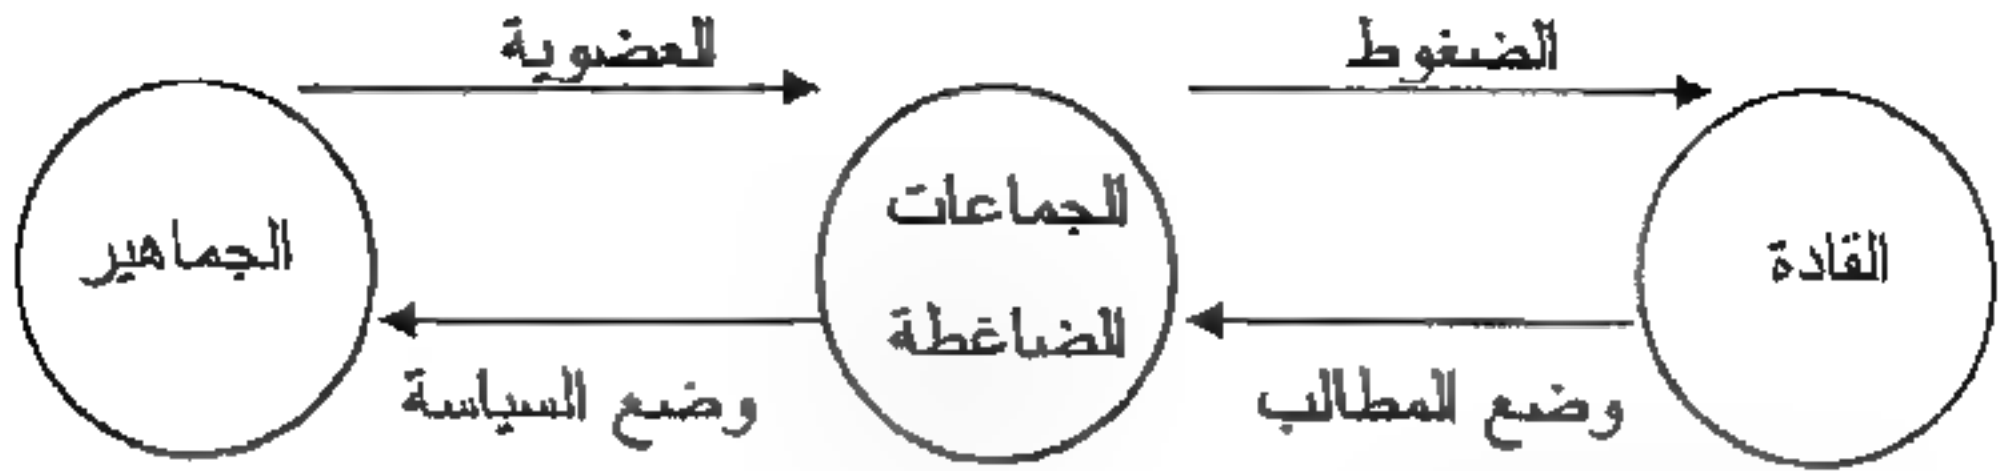 الضغوط
العضوية
القادة
الجماعات
الضاغطة
الجماهير
وضع المطالب
وضع السياسة